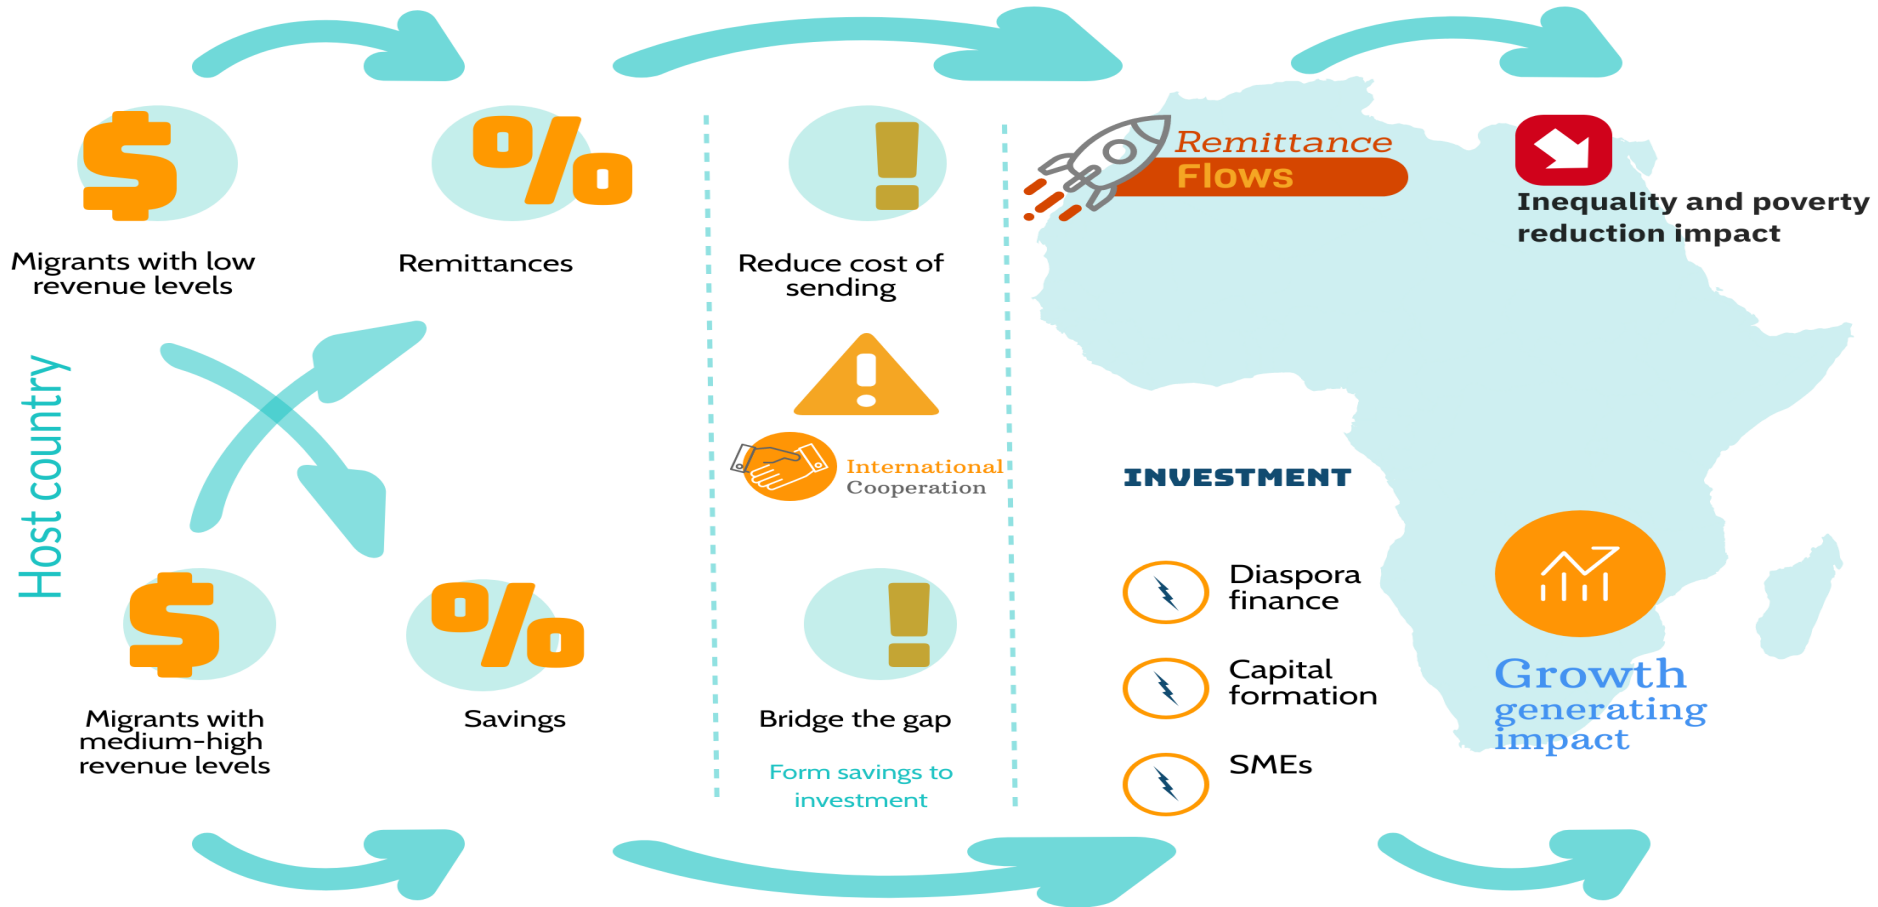 Host country
Migrants with low
revenue levels
Remittances
Reduce cost of
sending
Remittance
Flows
Inequality and poverty
reduction impact
International
Cooperation
INVESTMENT
Diaspora
finance
Capital
formation
SMEs
Migrants with
medium-high
revenue levels
Savings
Bridge the gap
Form savings to
investment
Growth
generating
impact